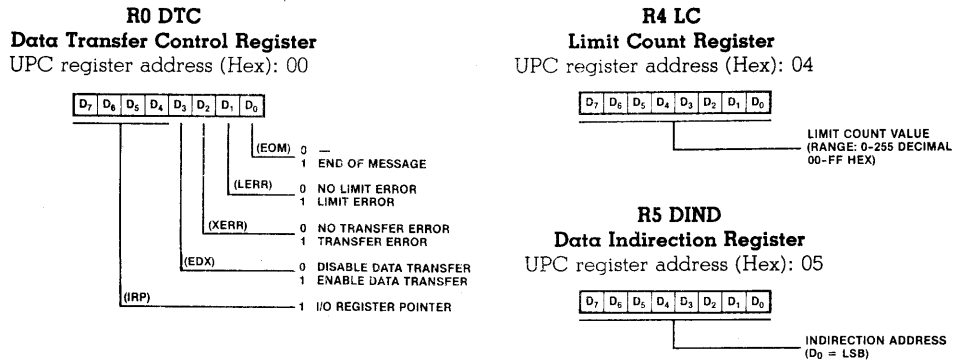 R0 DTC
Data Transfer Control Register
UPC register address (Hex): 00
D7 D6 D5 D4 D3 D2 D1 D0
(EOM) 0 —
1 END OF MESSAGE
(LERR) 0 NO LIMIT ERROR
1 LIMIT ERROR
(XERR) 0 NO TRANSFER ERROR
1 TRANSFER ERROR
(EDX) 0 DISABLE DATA TRANSFER
1 ENABLE DATA TRANSFER
(IRP) 1 I/O REGISTER POINTER
R4 LC
Limit Count Register
UPC register address (Hex): 04
D7 D6 D5 D4 D3 D2 D1 D0
LIMIT COUNT VALUE
(RANGE: 0-255 DECIMAL
00-FF HEX)
R5 DIND
Data Indirection Register
UPC register address (Hex): 05
D7 D6 D5 D4 D3 D2 D1 D0
INDIRECTION ADDRESS
(D0 = LSB)